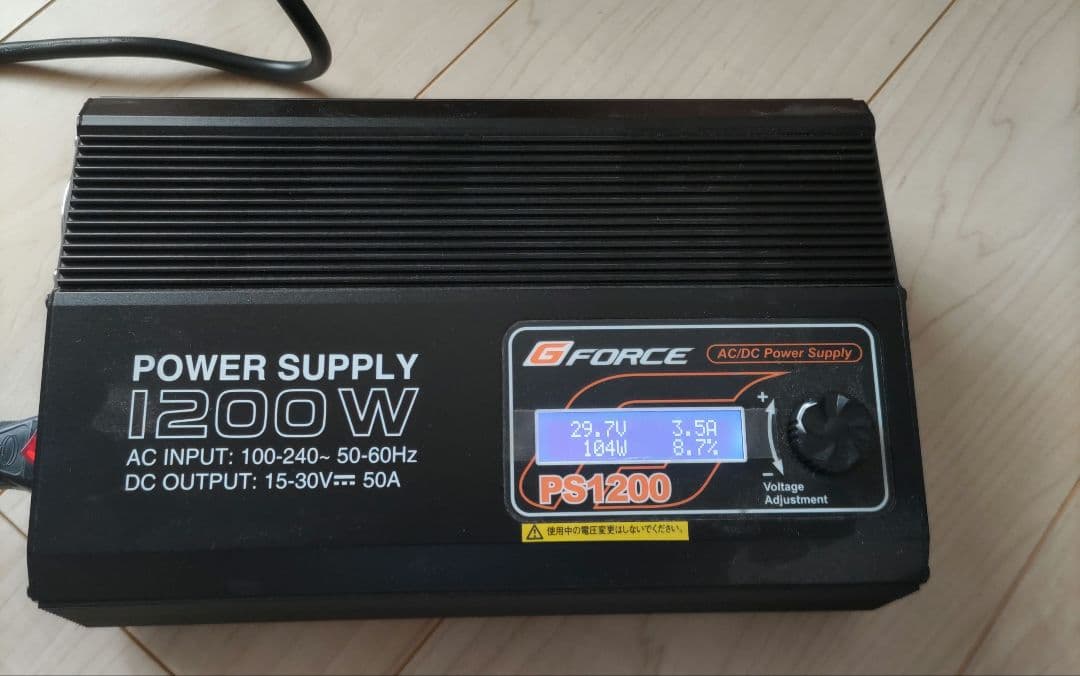 POWER SUPPLY
1200W
AC INPUT: 100-240~ 50-60Hz
DC OUTPUT: 15-30V⎓ 50A
GFORCE
AC/DC Power Supply
29.7V 3.5A
104W 8.7%
PS1200
+
−
Voltage
Adjustment
使用中の電圧変更はしないでください。